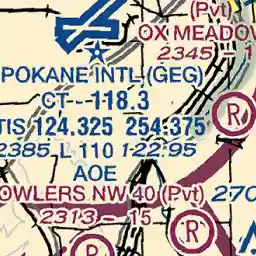 (Pvt)
OX MEADOW
2345 - 1
POKANE INTL (GEG)
CT - 118.3
TIS 124.325 254.375
2385 L 110 122.95
AOE
OWLERS NW 40 (Pvt)
270
2313 - 15
R
R
R